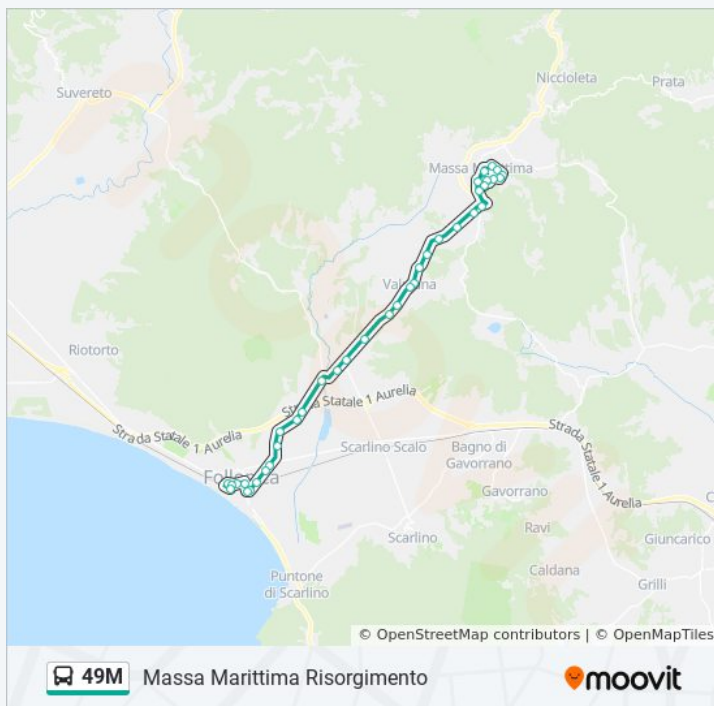 Niccioleta
Suvereto
Prata
Massa Marittima
Riotorto
Strada Statale 1 Aurelia
Strada Statale 1 Aurelia
Scarlino Scalo
Bagno di
Gavorrano
Strada Statale 1 Aurelia
Gavorrano
Scarlino
Ravi
Giuncarico
Caldana
Puntone
di Scarlino
Grilli
© OpenStreetMap contributors | © OpenMapTiles
49M Massa Marittima Risorgimento
moovit